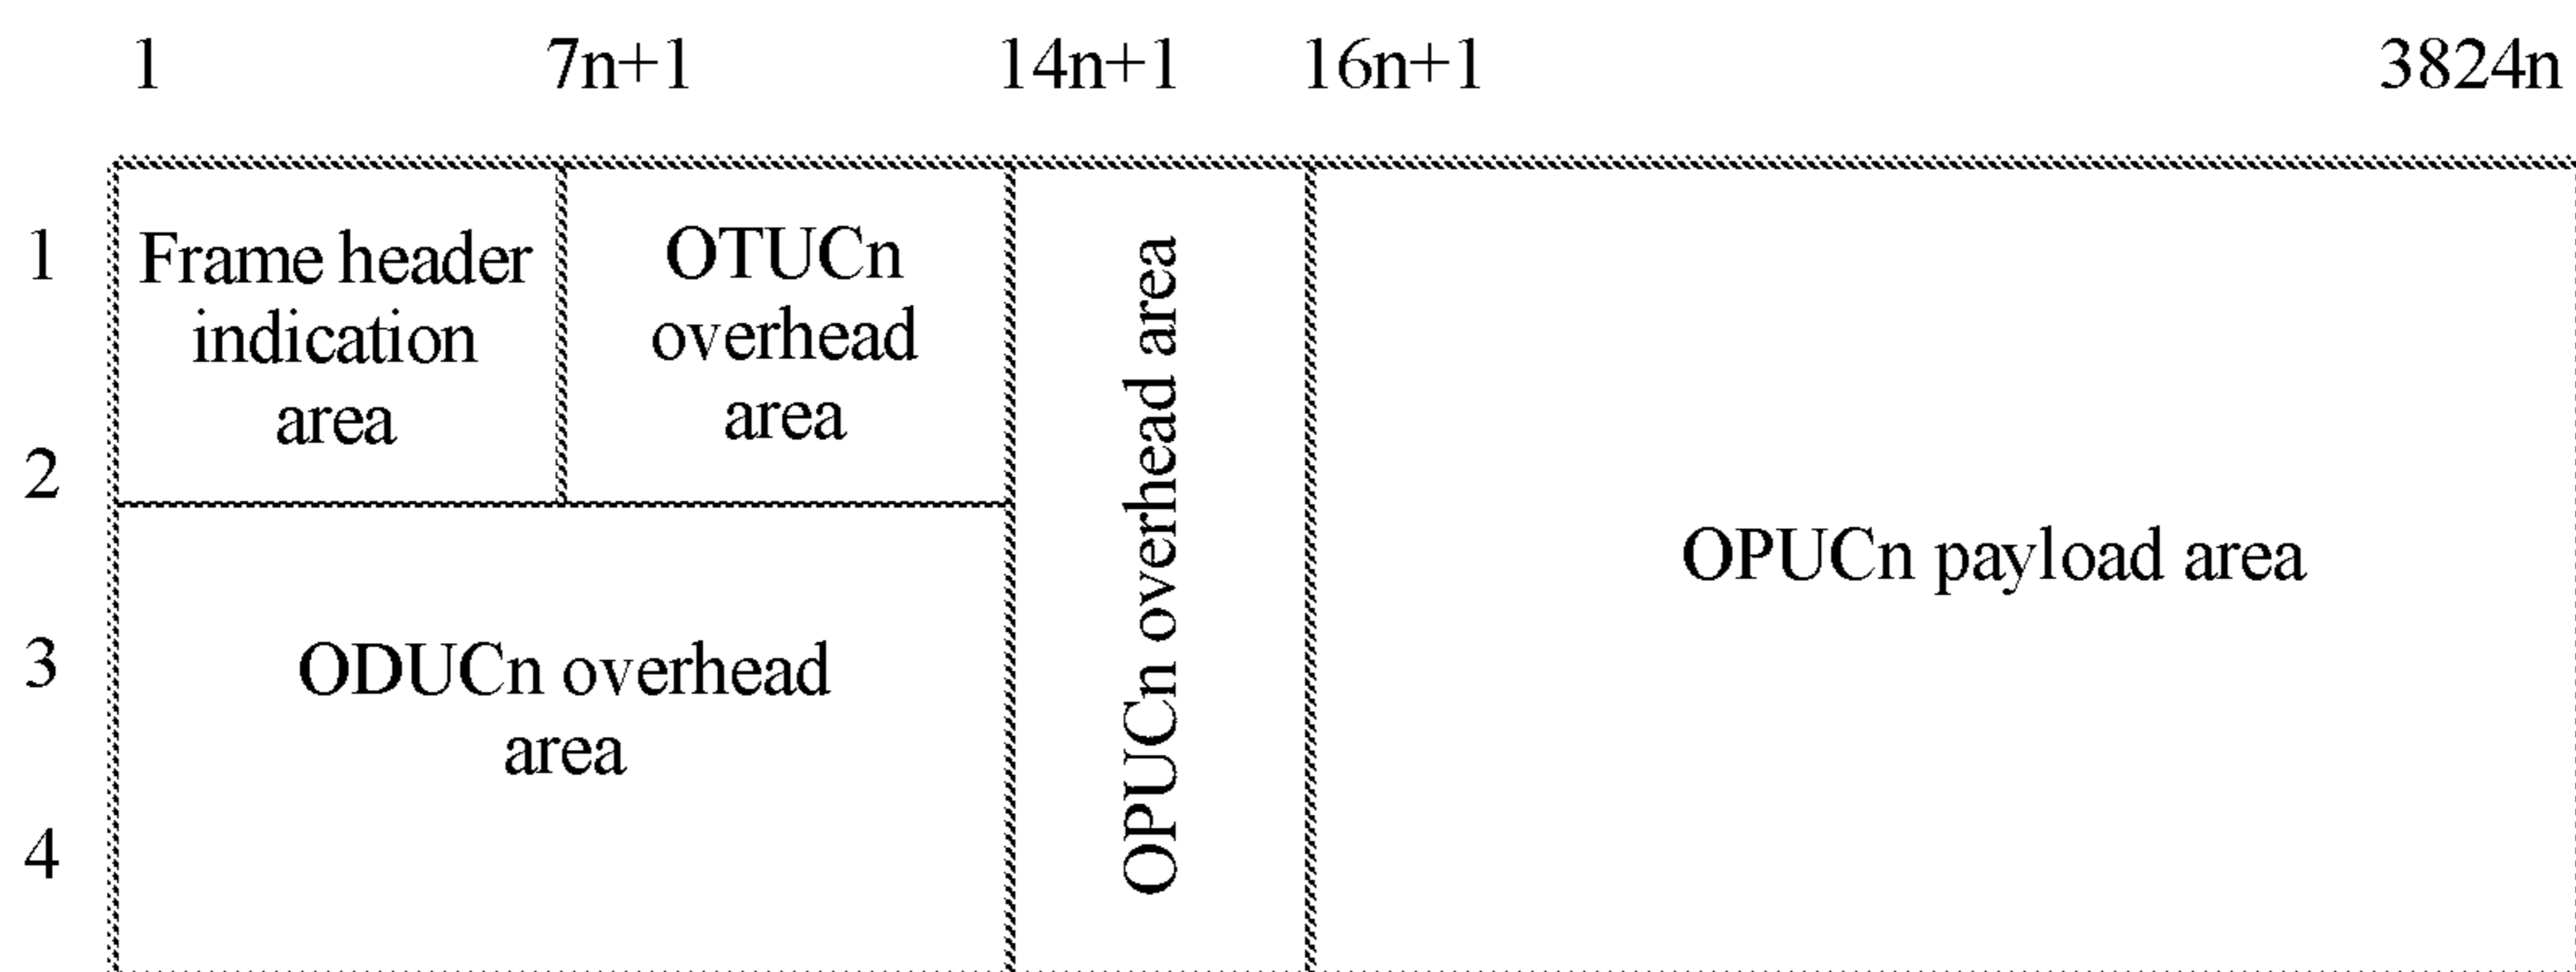 1 7n+1 14n+1 16n+1 3824n
1
2
3
4
Frame header
indication
area
OTUCn
overhead
area
ODUCn overhead
area
OPUCn overhead area
OPUCn payload area